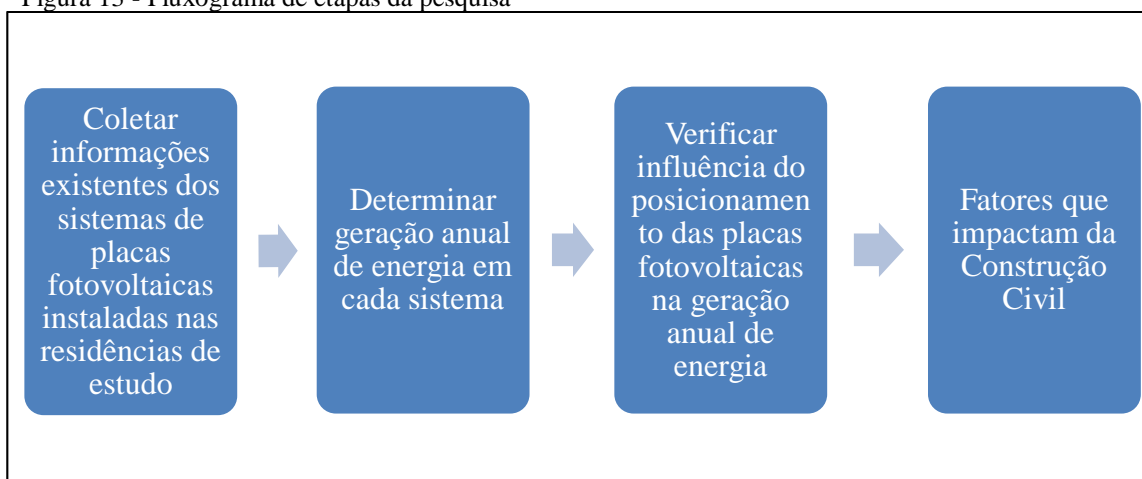 Figura 13 - Fluxograma de etapas da pesquisa
Coletar
informações
existentes dos
sistemas de
placas
fotovoltaicas
instaladas nas
residências de
estudo
Determinar
geração anual
de energia em
cada sistema
Verificar
influência do
posicionamen
to das placas
fotovoltaicas
na geração
anual de
energia
Fatores que
impactam da
Construção
Civil